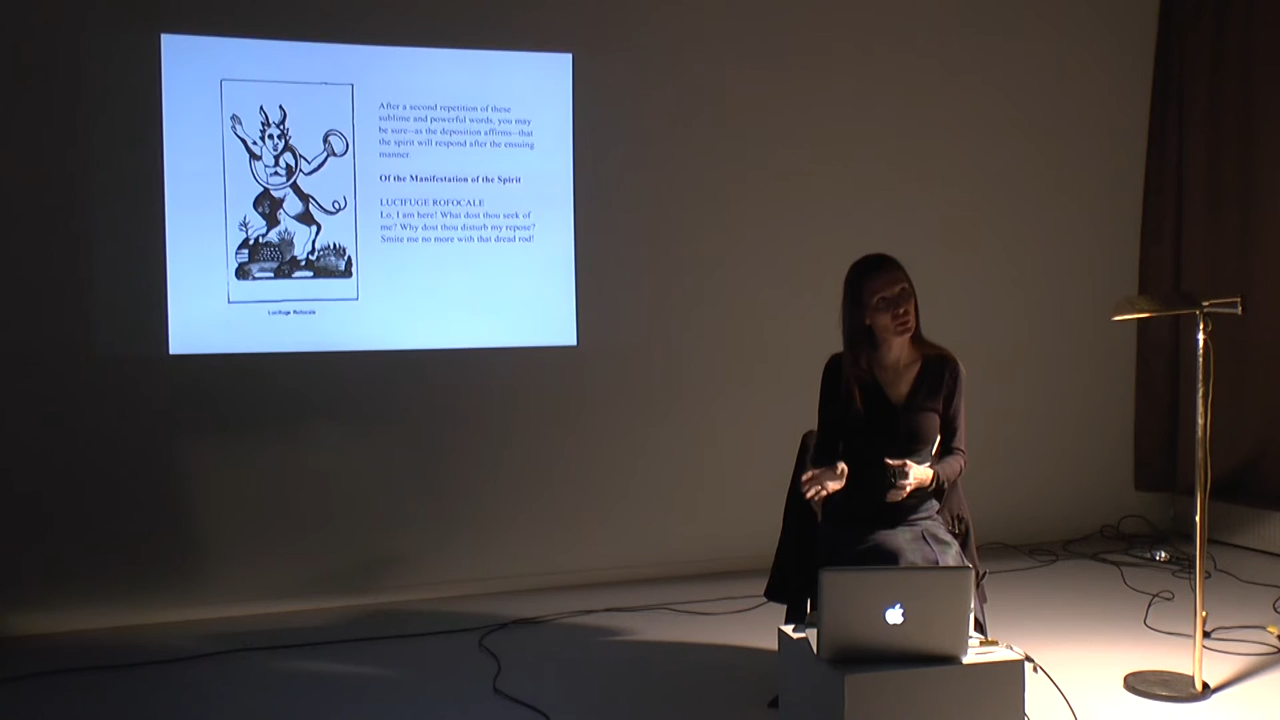 After a second repetition of these
sublime and powerful words, you may
be sure—as the deposition affirms—that
the spirit will respond after the ensuing
manner.
Of the Manifestation of the Spirit
LUCIFUGE ROFOCALE
Lo, I am here! What dost thou seek of
me? Why dost thou disturb my repose?
Smite me no more with that dread rod!
Lucifuge Rofocale